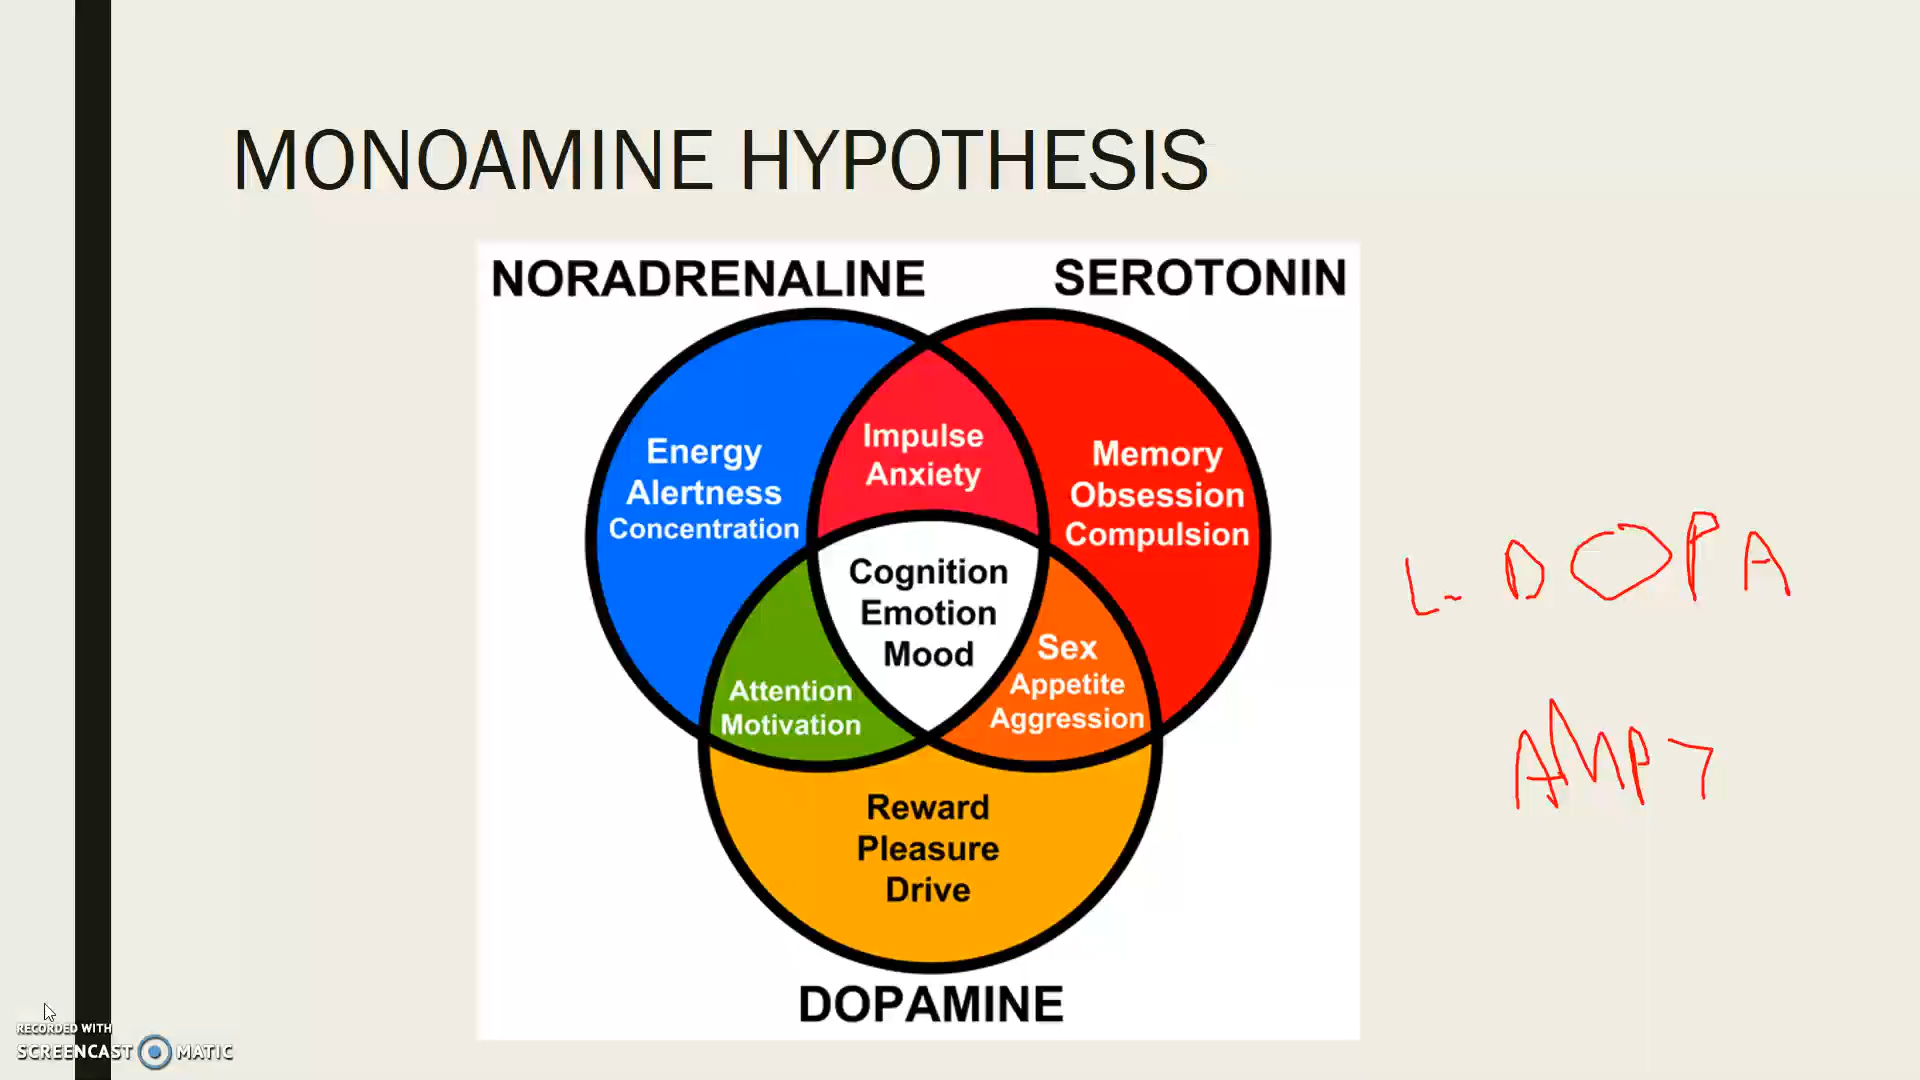 MONOAMINE HYPOTHESIS
NORADRENALINE
SEROTONIN
Energy
Alertness
Concentration
Impulse
Anxiety
Memory
Obsession
Compulsion
Cognition
Emotion
Mood
Attention
Motivation
Sex
Appetite
Aggression
Reward
Pleasure
Drive
DOPAMINE
L-DOPA
RECORDED WITH
SCREENCAST MATIC